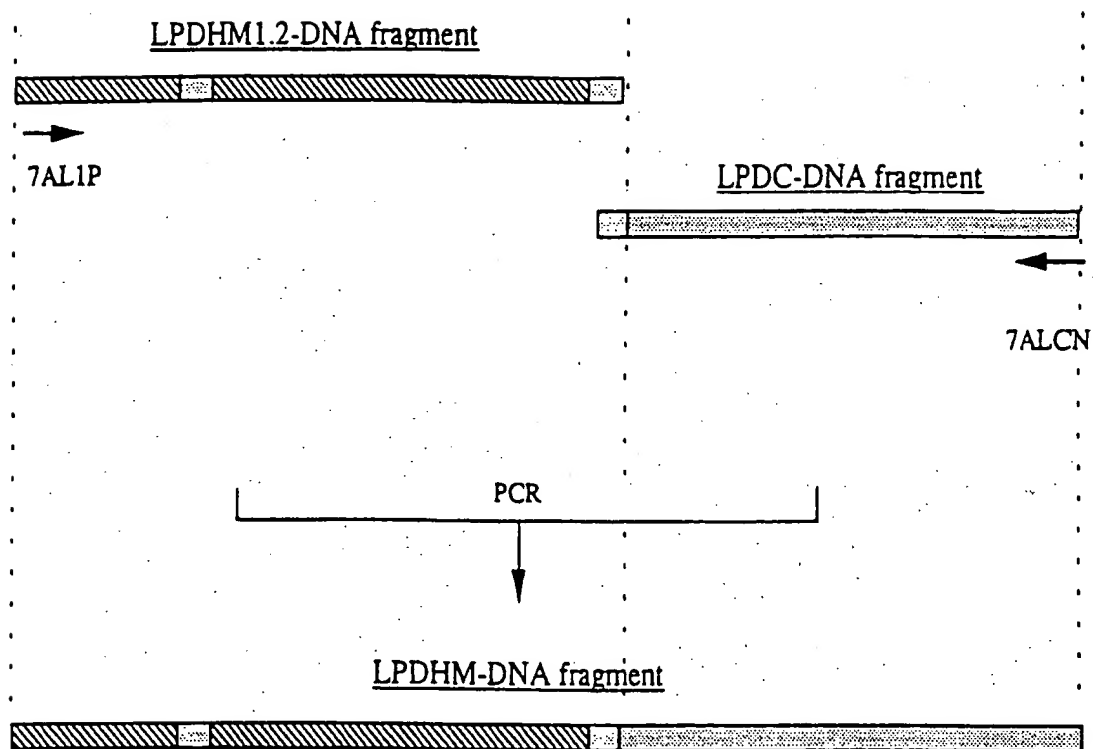 LPDHM1.2-DNA fragment
7AL1P
LPDC-DNA fragment
7ALCN
PCR
LPDHM-DNA fragment